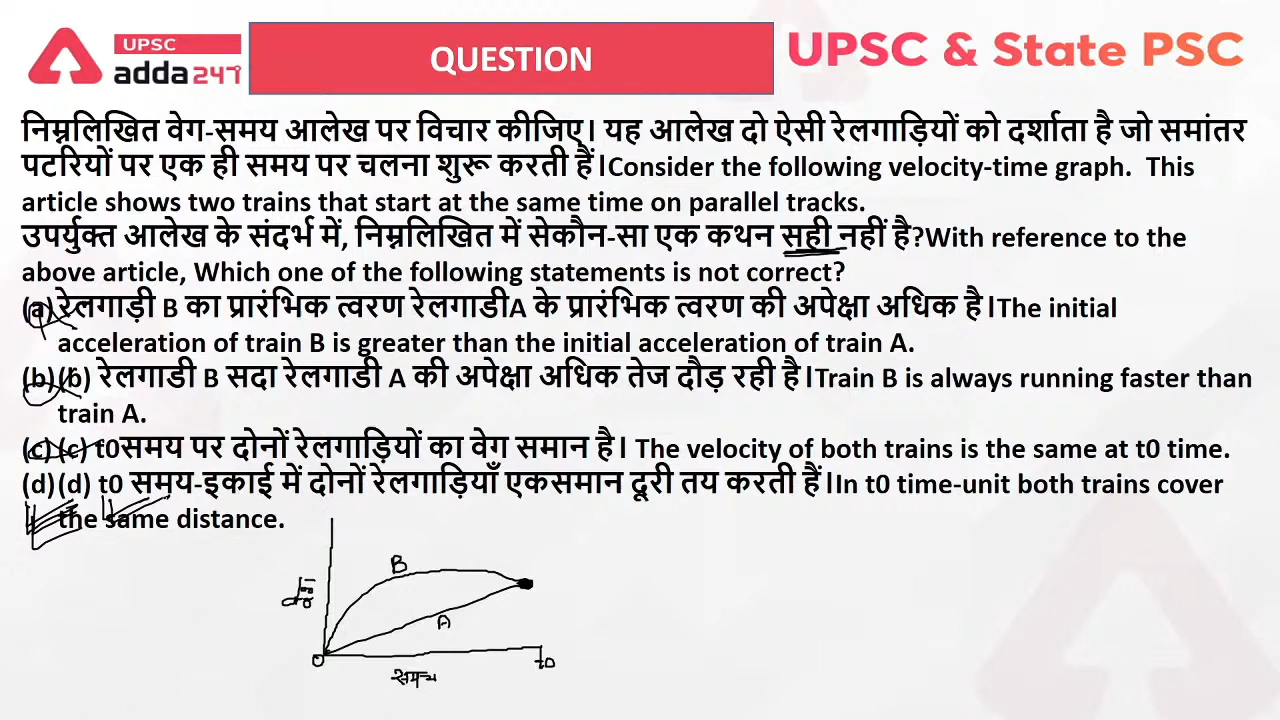 UPSC
adda247
QUESTION
UPSC & State PSC
निम्नलिखित वेग-समय आलेख पर विचार कीजिए। यह आलेख दो ऐसी रेलगाड़ियों को दर्शाता है जो समांतर
पटरियों पर एक ही समय पर चलना शुरू करती हैं।Consider the following velocity-time graph. This
article shows two trains that start at the same time on parallel tracks.
उपर्युक्त आलेख के संदर्भ में, निम्नलिखित में सेकौन-सा एक कथन सही नहीं है?With reference to the
above article, Which one of the following statements is not correct?
(a) रेलगाड़ी B का प्रारंभिक त्वरण रेलगाडीA के प्रारंभिक त्वरण की अपेक्षा अधिक है।The initial
acceleration of train B is greater than the initial acceleration of train A.
(b)(b) रेलगाडी B सदा रेलगाडी A की अपेक्षा अधिक तेज दौड़ रही है।Train B is always running faster than
train A.
(c)(c) t0समय पर दोनों रेलगाड़ियों का वेग समान है। The velocity of both trains is the same at t0 time.
(d)(d) t0 समय-इकाई में दोनों रेलगाड़ियाँ एकसमान दूरी तय करती हैं।In t0 time-unit both trains cover
the same distance.
B
A
0
t0
समय